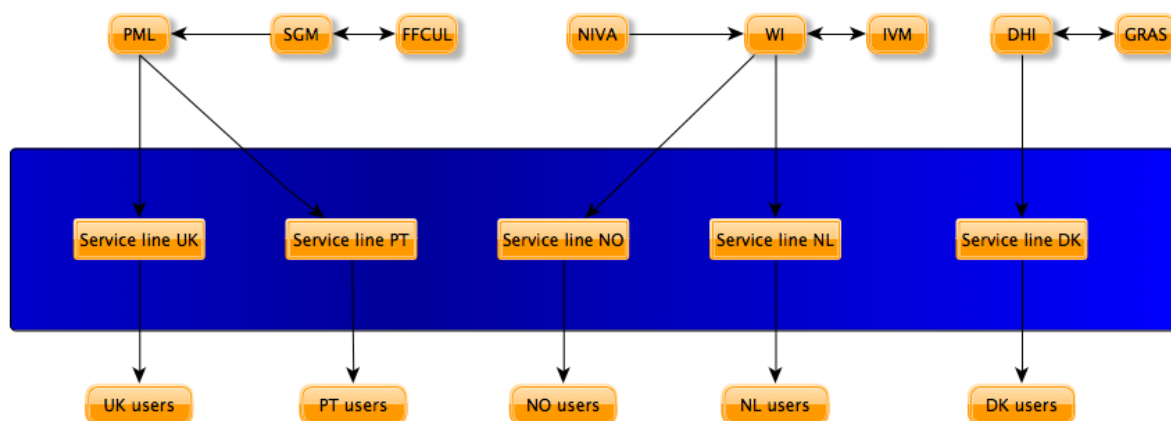 PML
SGM
FFCUL
NIVA
WI
IVM
DHI
GRAS
Service line UK
Service line PT
Service line NO
Service line NL
Service line DK
UK users
PT users
NO users
NL users
DK users